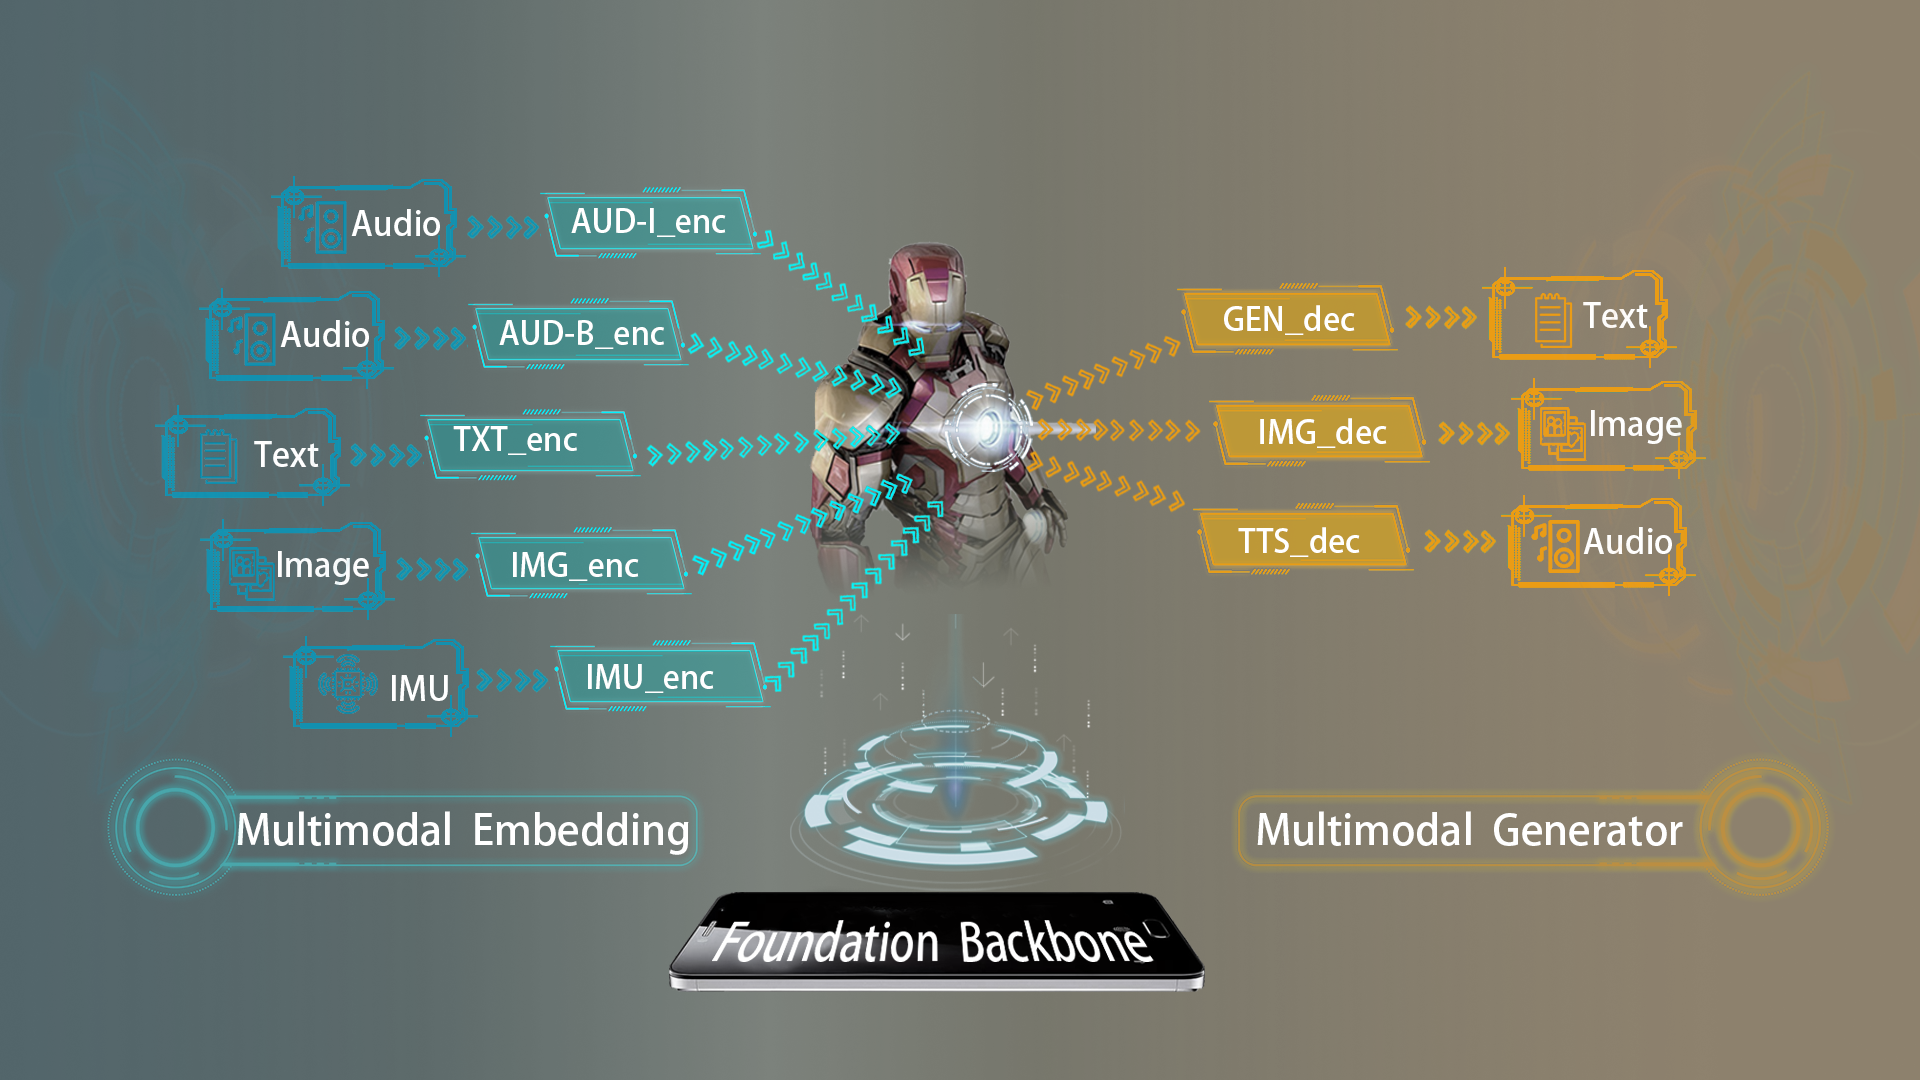 Audio
AUD-I_enc
Audio
AUD-B_enc
Text
TXT_enc
Image
IMG_enc
IMU
IMU_enc
GEN_dec
Text
IMG_dec
Image
TTS_dec
Audio
Multimodal Embedding
Multimodal Generator
Foundation Backbone